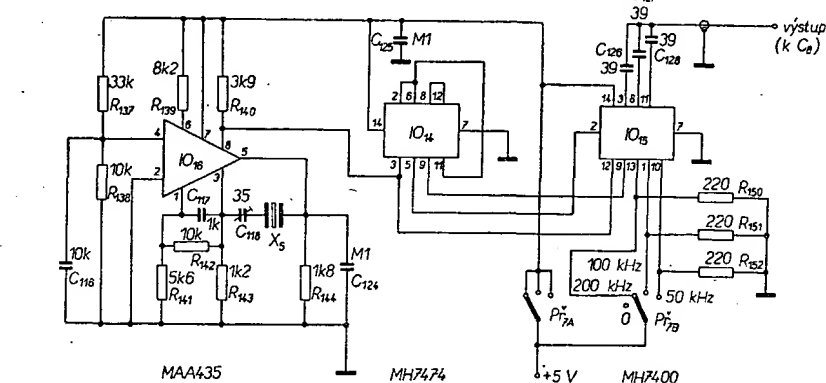 39
39
C126
39
C128
výstup
(k C8)
33k
R137
8k2
R139
3k9
R140
C125
M1
2 6 8 12
14
IO14
7
3 5 9 11
14 3 8 11
2
IO15
7
12 9 13 1 10
4
2
6
7
8
5
3
1
IO16
10k
R138
C117
1k
35
C118
X5
10k
R142
10k
C116
5k6
R141
1k2
R143
1k8
R144
M1
C124
220 R150
220 R151
220 R152
100 kHz
200 kHz
0
50 kHz
Př7A
Př7B
+5 V
MAA435
MH7474
MH7400